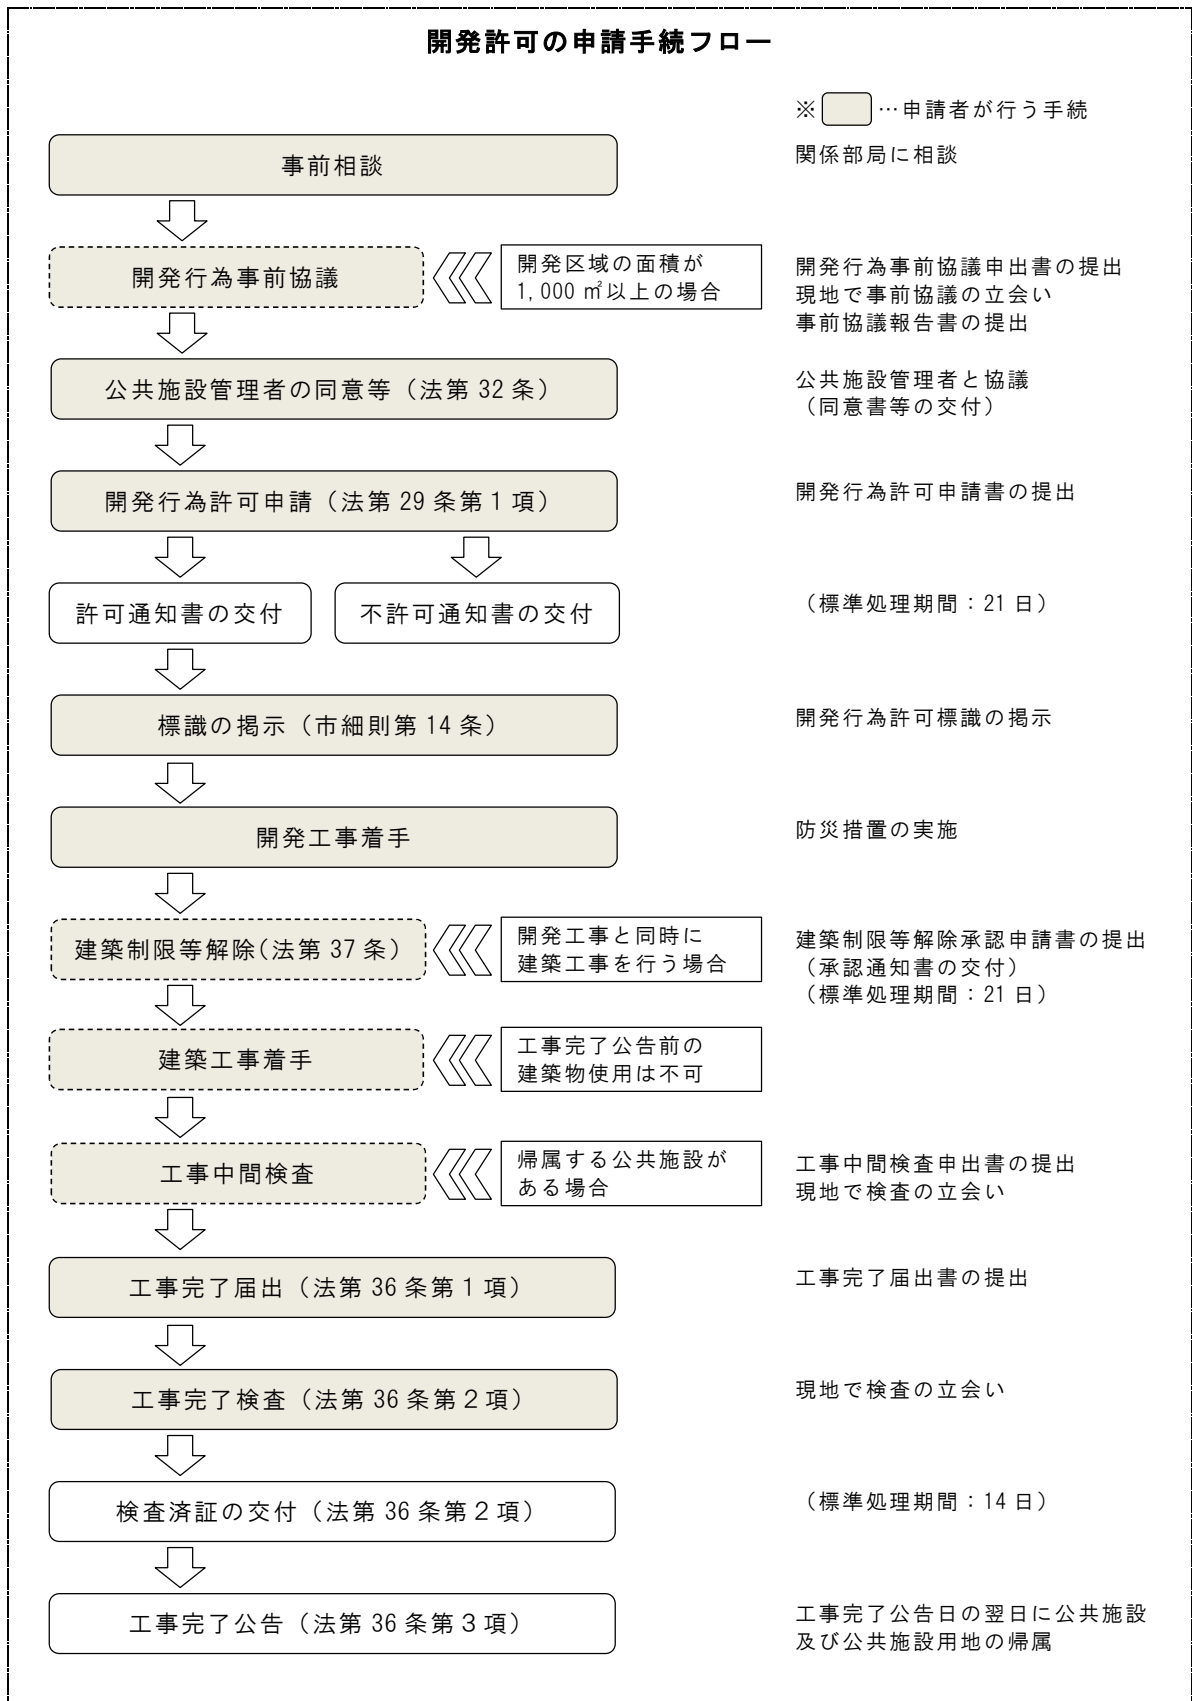 開発許可の申請手続フロー
※ …申請者が行う手続
事前相談
関係部局に相談
開発行為事前協議
開発区域の面積が
1,000 ㎡以上の場合
開発行為事前協議申出書の提出
現地で事前協議の立会い
事前協議報告書の提出
公共施設管理者の同意等（法第 32 条）
公共施設管理者と協議
（同意書等の交付）
開発行為許可申請（法第 29 条第１項）
開発行為許可申請書の提出
許可通知書の交付
不許可通知書の交付
（標準処理期間：21 日）
標識の掲示（市細則第 14 条）
開発行為許可標識の掲示
開発工事着手
防災措置の実施
建築制限等解除(法第 37 条）
開発工事と同時に
建築工事を行う場合
建築制限等解除承認申請書の提出
（承認通知書の交付）
（標準処理期間：21 日）
建築工事着手
工事完了公告前の
建築物使用は不可
工事中間検査
帰属する公共施設が
ある場合
工事中間検査申出書の提出
現地で検査の立会い
工事完了届出（法第 36 条第１項）
工事完了届出書の提出
工事完了検査（法第 36 条第２項）
現地で検査の立会い
検査済証の交付（法第 36 条第２項）
（標準処理期間：14 日）
工事完了公告（法第 36 条第３項）
工事完了公告日の翌日に公共施設
及び公共施設用地の帰属